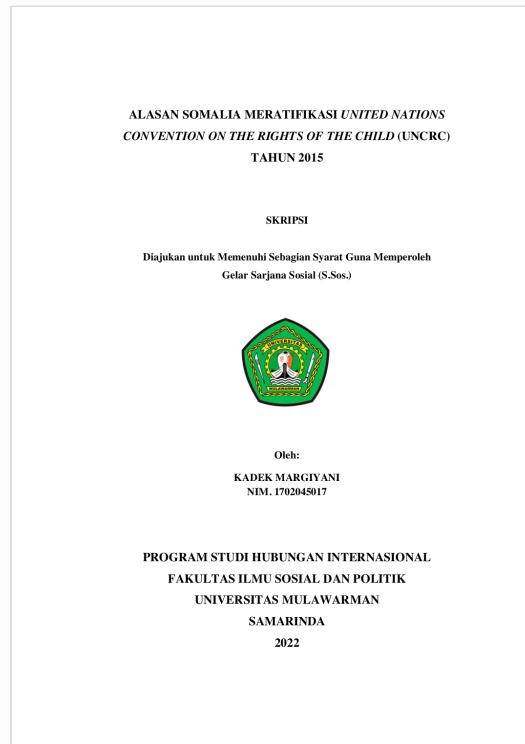 ALASAN SOMALIA MERATIFIKASI UNITED NATIONS
CONVENTION ON THE RIGHTS OF THE CHILD (UNCRC)
TAHUN 2015
SKRIPSI
Diajukan untuk Memenuhi Sebagian Syarat Guna Memperoleh
Gelar Sarjana Sosial (S.Sos.)
UNIVERSITAS
MULAWARMAN
Oleh:
KADEK MARGIYANI
NIM. 1702045017
PROGRAM STUDI HUBUNGAN INTERNASIONAL
FAKULTAS ILMU SOSIAL DAN POLITIK
UNIVERSITAS MULAWARMAN
SAMARINDA
2022